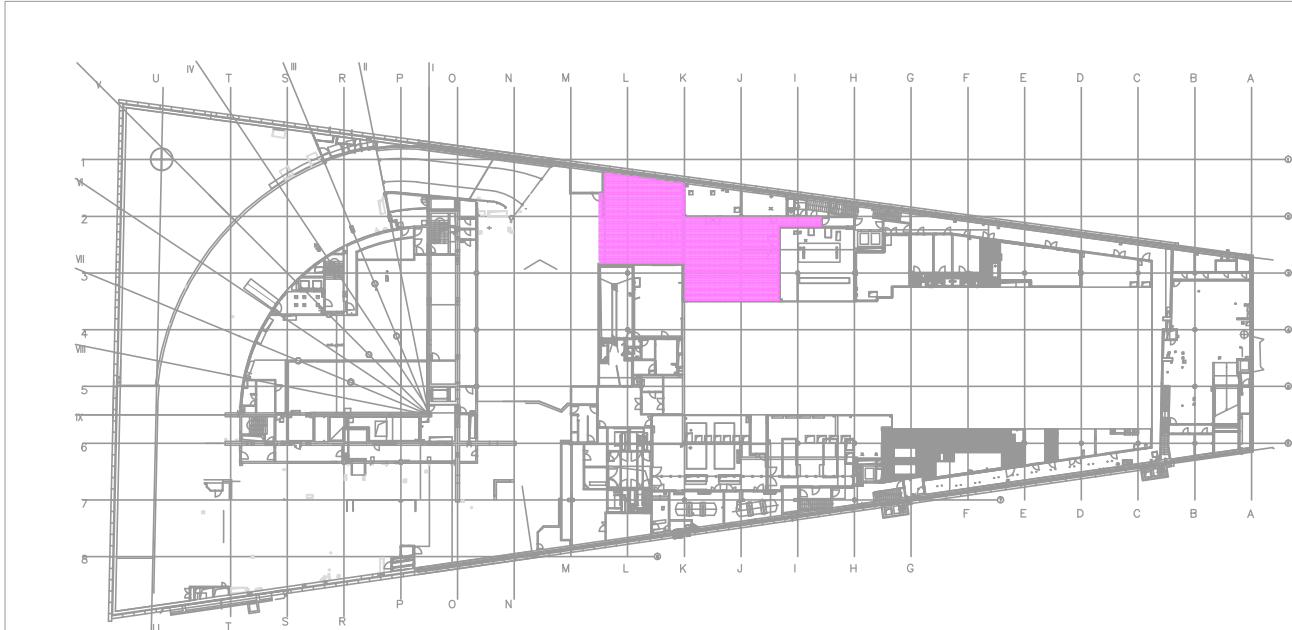 V U IV T S III R II P I O N M L K J I H G F E D C B A
1
VI
2
VII
3
4
VIII
5
IX
6
7
F E D C B A
8
M L K J I H G
P O N
U T S R